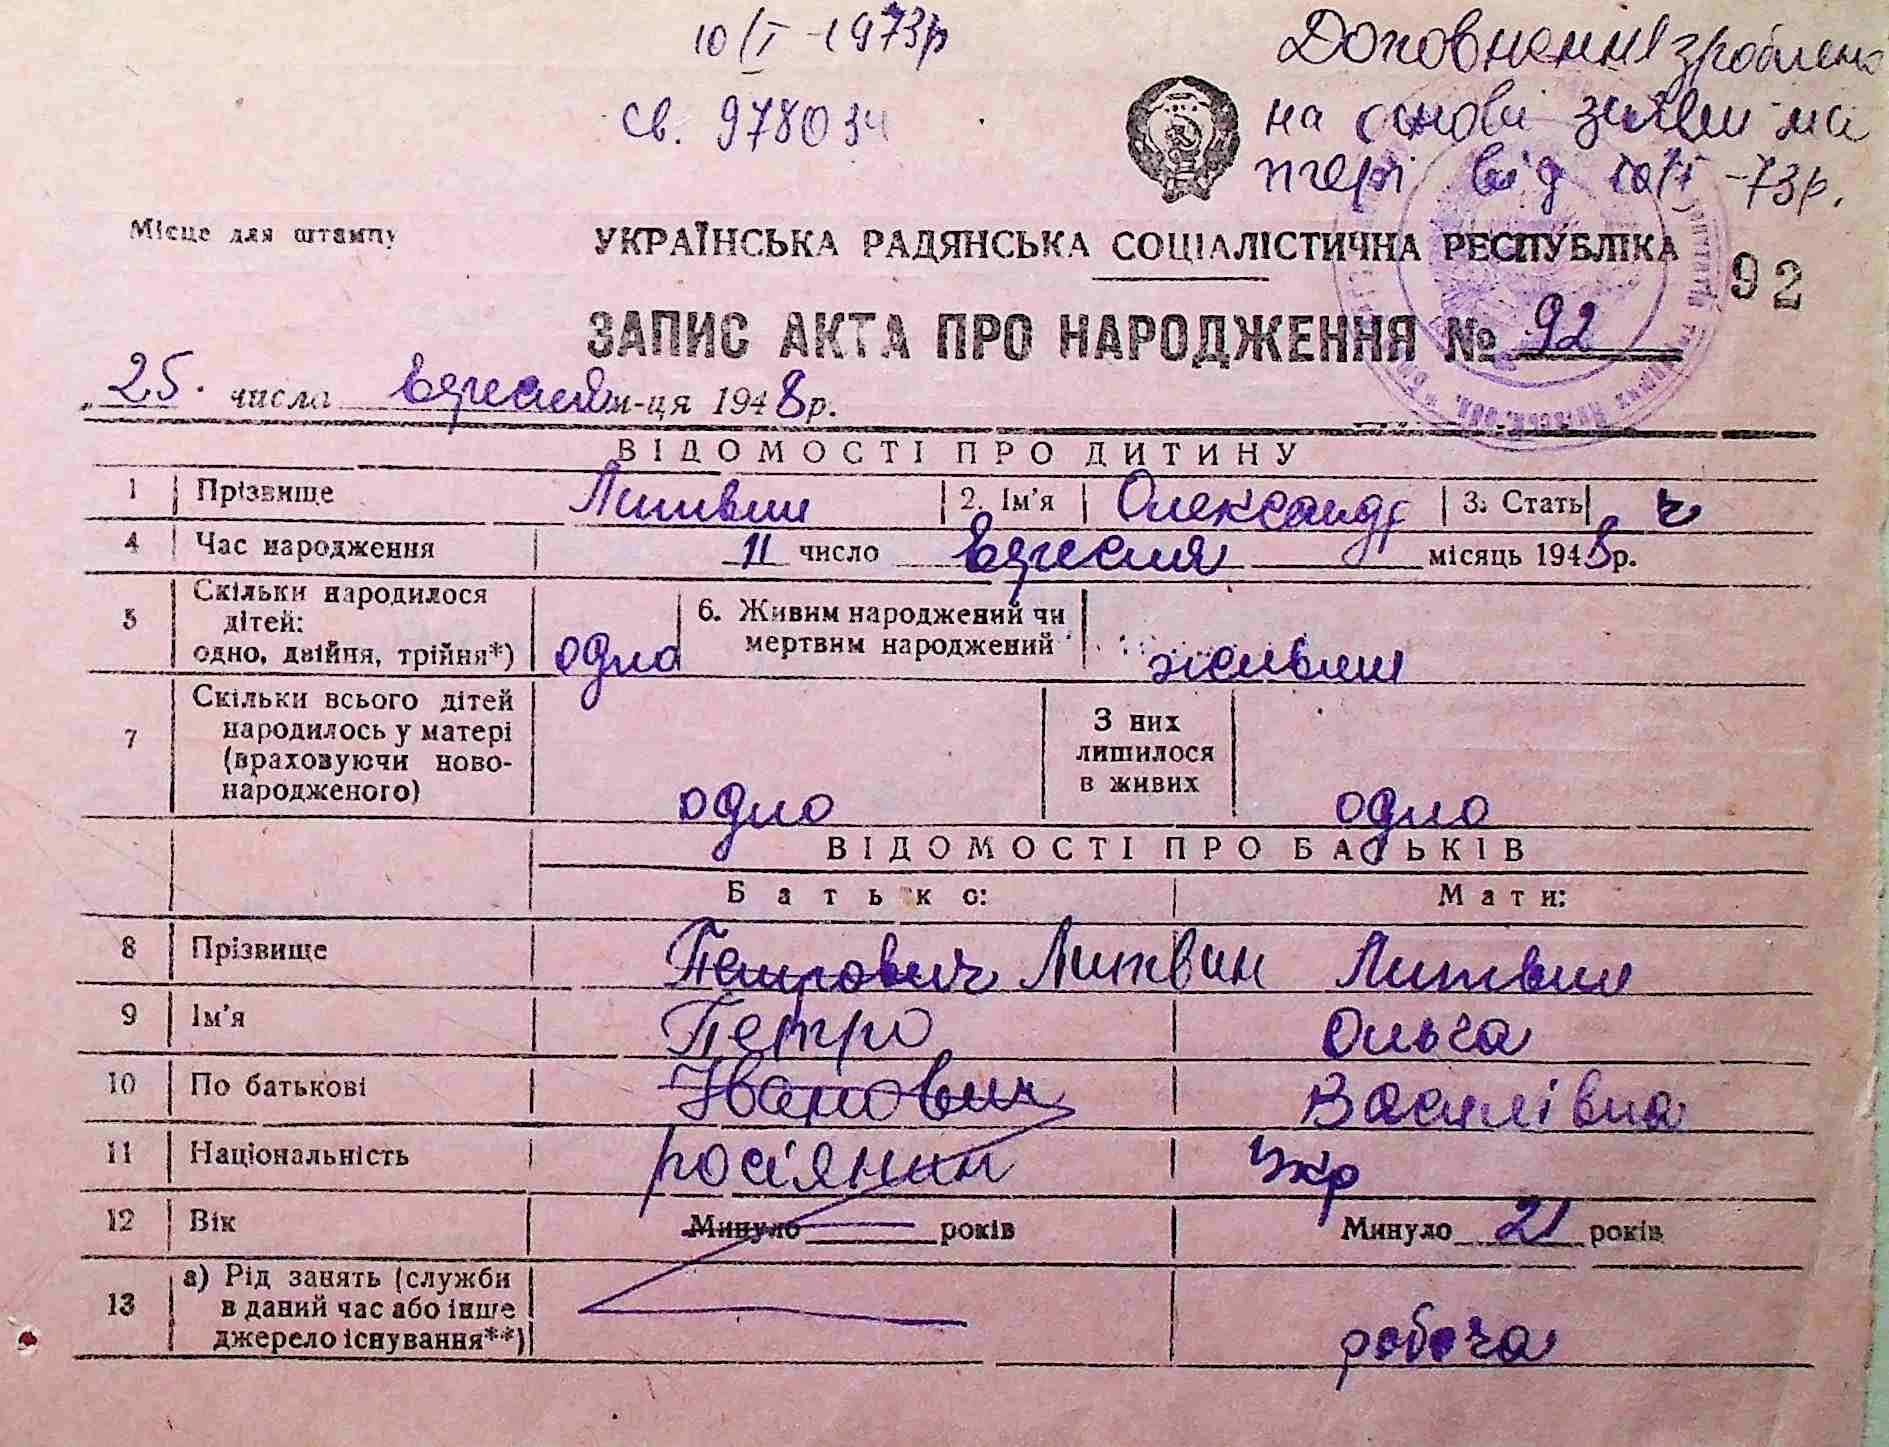 10/I -1973р
св. 978034
Доповнення зроблено
на основі заяви ма
тері від 10/I -73р.
Місце для штампу
УКРАЇНСЬКА РАДЯНСЬКА СОЦІАЛІСТИЧНА РЕСПУБЛІКА
92
ЗАПИС АКТА ПРО НАРОДЖЕННЯ № 92
„25. числа вересня м-ця 1948р.
ВІДОМОСТІ ПРО ДИТИНУ
1 Прізвище Литвин 2. Ім'я Олександр 3. Стать ч
4 Час народження 11 число вересня місяць 1948р.
5 Скільки народилося
дітей:
одно, двійня, трійня*) одно 6. Живим народжений чи
мертвим народжений живим
7 Скільки всього дітей
народилось у матері
(враховуючи ново-
народженого) одно З них
лишилося
в живих одно
ВІДОМОСТІ ПРО БАТЬКІВ
Батько: Мати:
8 Прізвище Петрович Литвин Литвин
9 Ім'я Петро Ольга
10 По батькові Іванович Василівна
11 Національність росіянин Укр
12 Вік Минуло років Минуло 21 років
13 а) Рід занять (служби
в даний час або інше
джерело існування**) робоча